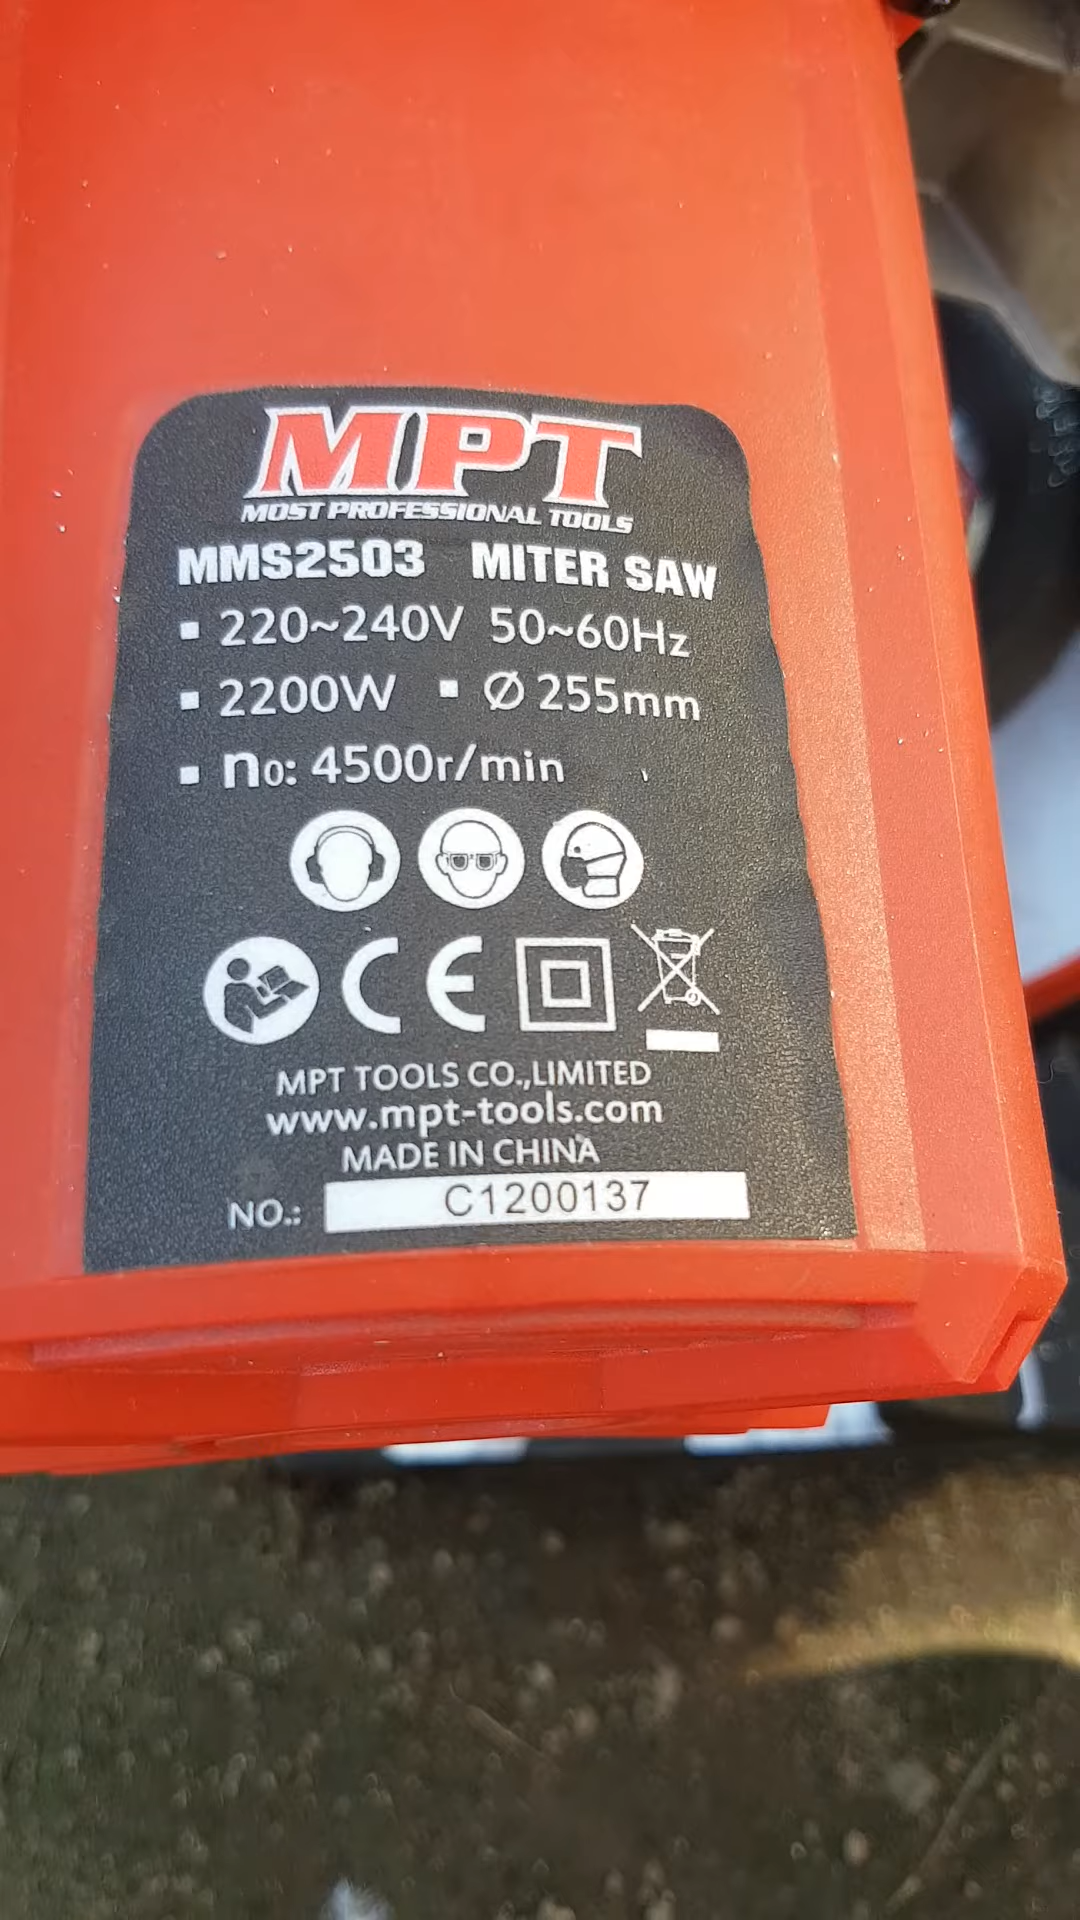 MPT
MOST PROFESSIONAL TOOLS
MMS2503 MITER SAW
▪ 220~240V 50~60Hz
▪ 2200W ▪ Ø 255mm
▪ n0: 4500r/min
CE
MPT TOOLS CO.,LIMITED
www.mpt-tools.com
MADE IN CHINA
NO.: C1200137